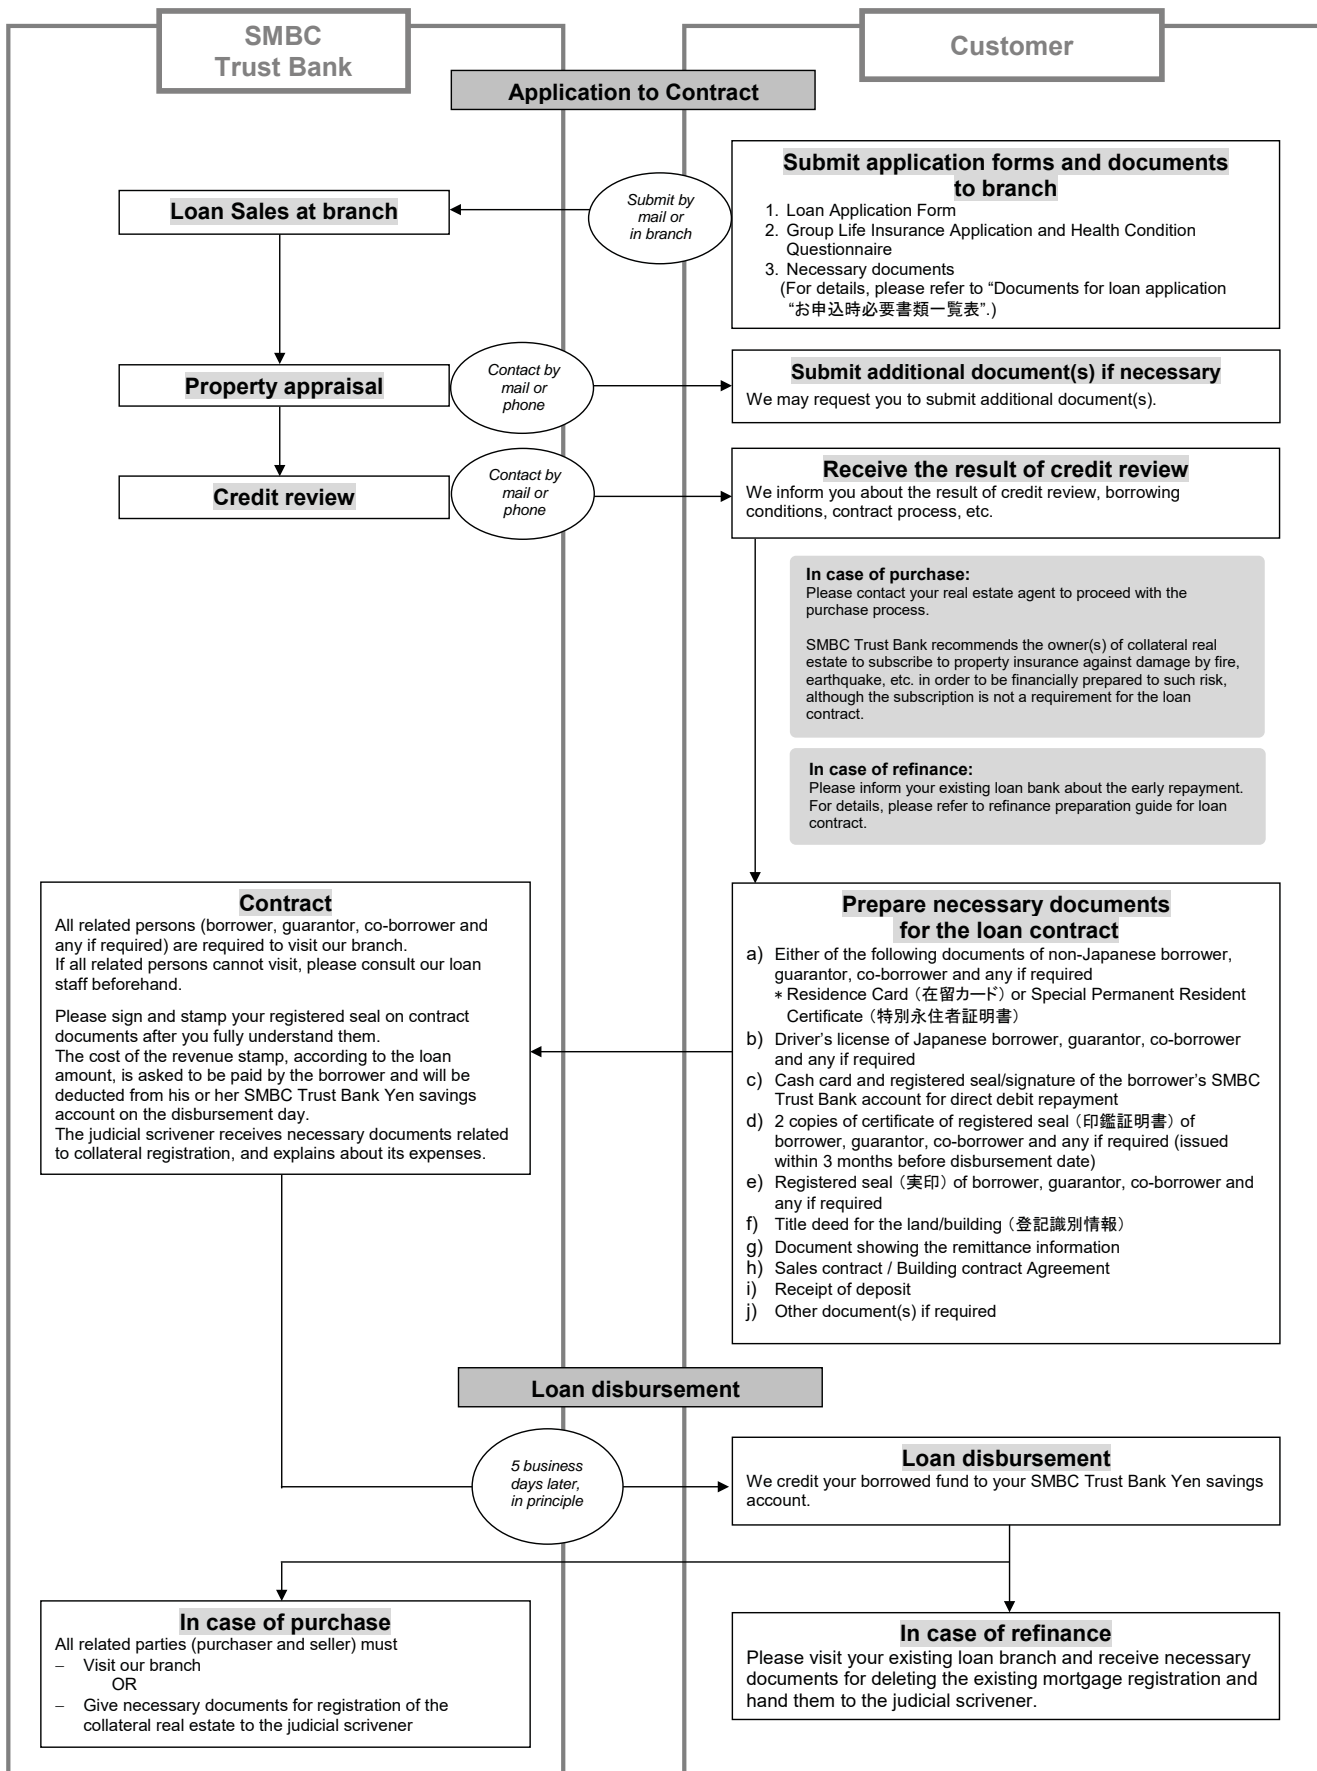 SMBC
Trust Bank
Customer
Application to Contract
Submit application forms and documents
to branch
1. Loan Application Form
2. Group Life Insurance Application and Health Condition
Questionnaire
3. Necessary documents
(For details, please refer to “Documents for loan application
“お申込時必要書類一覧表”.)
Submit by
mail or
in branch
Loan Sales at branch
Property appraisal
Contact by
mail or
phone
Submit additional document(s) if necessary
We may request you to submit additional document(s).
Credit review
Contact by
mail or
phone
Receive the result of credit review
We inform you about the result of credit review, borrowing
conditions, contract process, etc.
In case of purchase:
Please contact your real estate agent to proceed with the
purchase process.
SMBC Trust Bank recommends the owner(s) of collateral real
estate to subscribe to property insurance against damage by fire,
earthquake, etc. in order to be financially prepared to such risk,
although the subscription is not a requirement for the loan
contract.
In case of refinance:
Please inform your existing loan bank about the early repayment.
For details, please refer to refinance preparation guide for loan
contract.
Contract
All related persons (borrower, guarantor, co-borrower and
any if required) are required to visit our branch.
If all related persons cannot visit, please consult our loan
staff beforehand.
Please sign and stamp your registered seal on contract
documents after you fully understand them.
The cost of the revenue stamp, according to the loan
amount, is asked to be paid by the borrower and will be
deducted from his or her SMBC Trust Bank Yen savings
account on the disbursement day.
The judicial scrivener receives necessary documents related
to collateral registration, and explains about its expenses.
Prepare necessary documents
for the loan contract
a) Either of the following documents of non-Japanese borrower,
guarantor, co-borrower and any if required
* Residence Card（在留カード）or Special Permanent Resident
Certificate（特別永住者証明書）
b) Driver’s license of Japanese borrower, guarantor, co-borrower
and any if required
c) Cash card and registered seal/signature of the borrower’s SMBC
Trust Bank account for direct debit repayment
d) 2 copies of certificate of registered seal（印鑑証明書）of
borrower, guarantor, co-borrower and any if required (issued
within 3 months before disbursement date)
e) Registered seal（実印）of borrower, guarantor, co-borrower and
any if required
f) Title deed for the land/building（登記識別情報）
g) Document showing the remittance information
h) Sales contract / Building contract Agreement
i) Receipt of deposit
j) Other document(s) if required
Loan disbursement
5 business
days later,
in principle
Loan disbursement
We credit your borrowed fund to your SMBC Trust Bank Yen savings
account.
In case of purchase
All related parties (purchaser and seller) must
– Visit our branch
OR
– Give necessary documents for registration of the
collateral real estate to the judicial scrivener
In case of refinance
Please visit your existing loan branch and receive necessary
documents for deleting the existing mortgage registration and
hand them to the judicial scrivener.